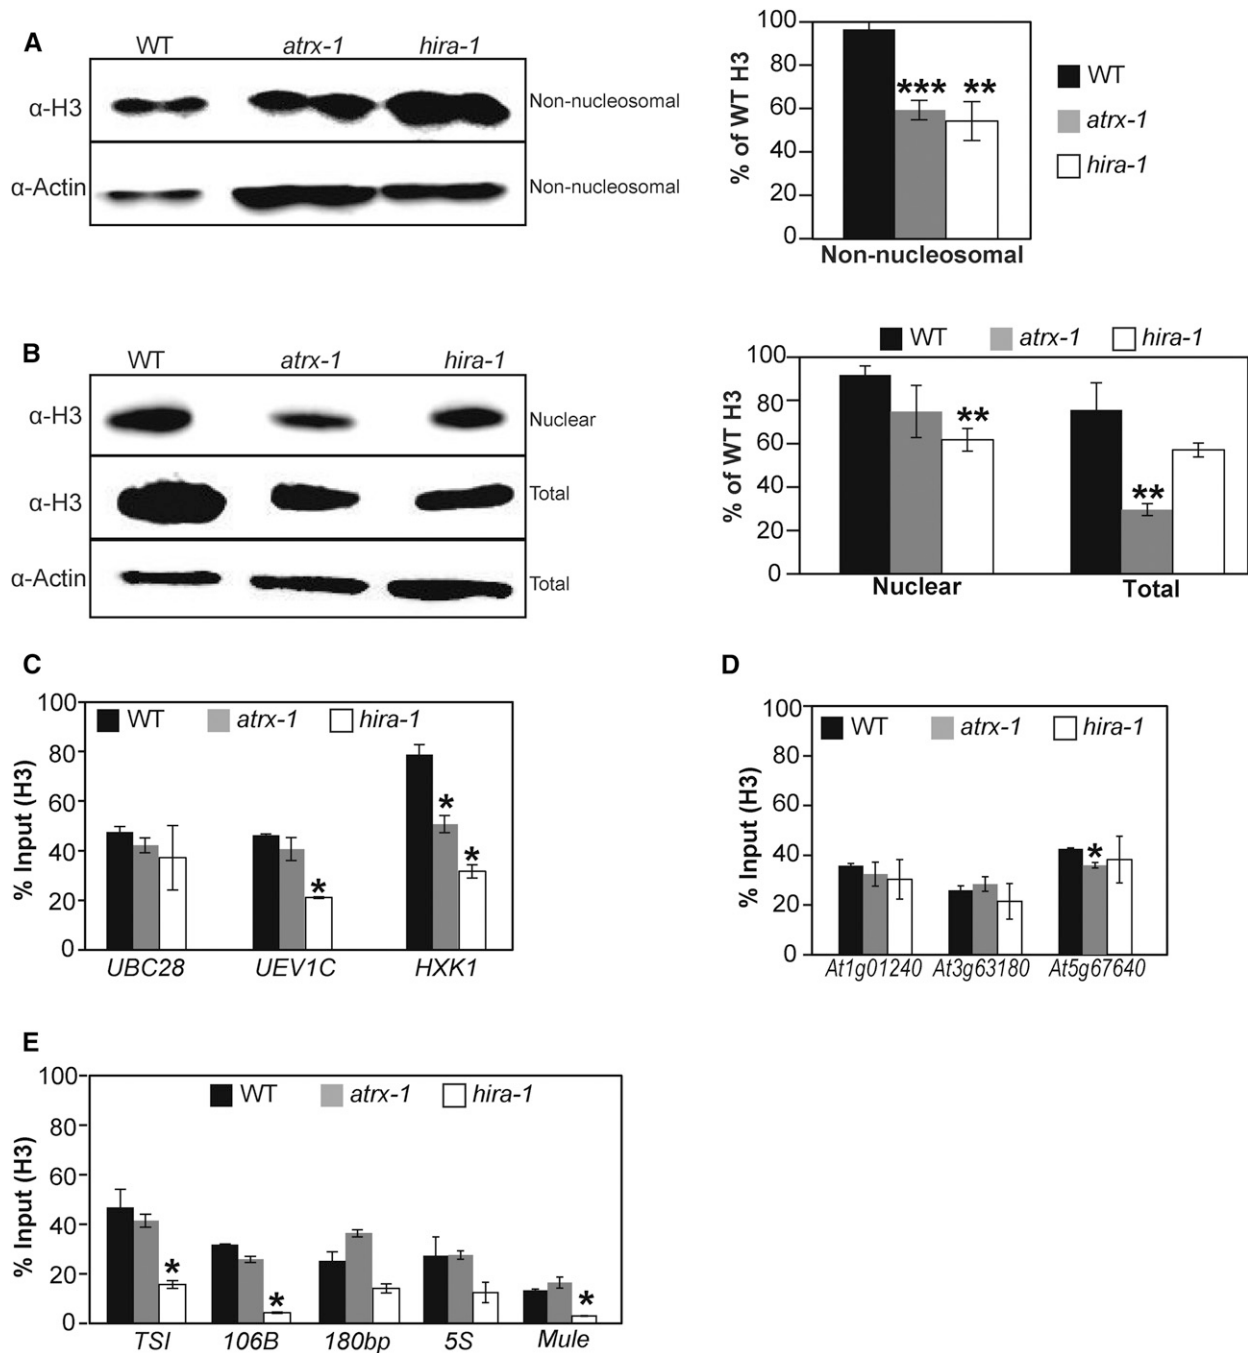 A
WT atrx-1 hira-1
α-H3 Non-nucleosomal
α-Actin Non-nucleosomal
% of WT H3
100
80
60
40
20
0
*** **
Non-nucleosomal
WT
atrx-1
hira-1
B
WT atrx-1 hira-1
α-H3 Nuclear
α-H3 Total
α-Actin Total
WT atrx-1 hira-1
% of WT H3
100
80
60
40
20
0
** **
Nuclear Total
C
WT atrx-1 hira-1
% Input (H3)
100
80
60
40
20
0
* * *
UBC28 UEV1C HXK1
D
WT atrx-1 hira-1
% Input (H3)
100
80
60
40
20
0
*
At1g01240 At3g63180 At5g67640
E
WT atrx-1 hira-1
% Input (H3)
100
80
60
40
20
0
* * *
TSI 106B 180bp 5S Mule